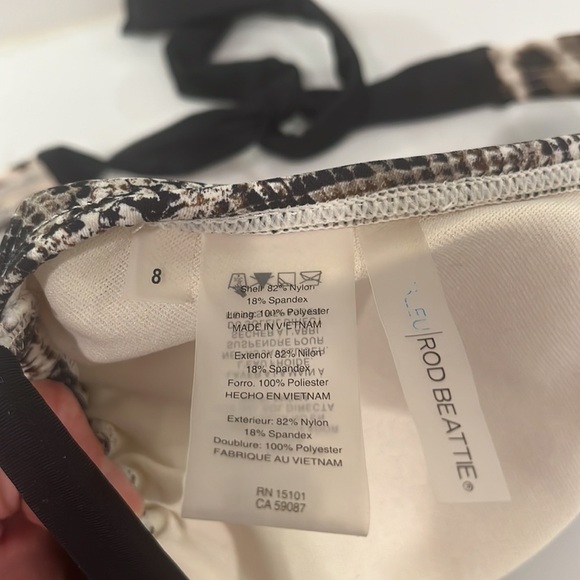 8
Shell 82% Nylon
18% Spandex
Lining: 100% Polyester
MADE IN VIETNAM
Exterior: 82% Nilon
18% Spandex
Forro. 100% Poliester
HECHO EN VIETNAM
Exterieur: 82% Nylon
18% Spandex
Doublure: 100% Polyester
FABRIQUE AU VIETNAM
RN 15101
CA 59087
BLEU|ROD BEATTIE®